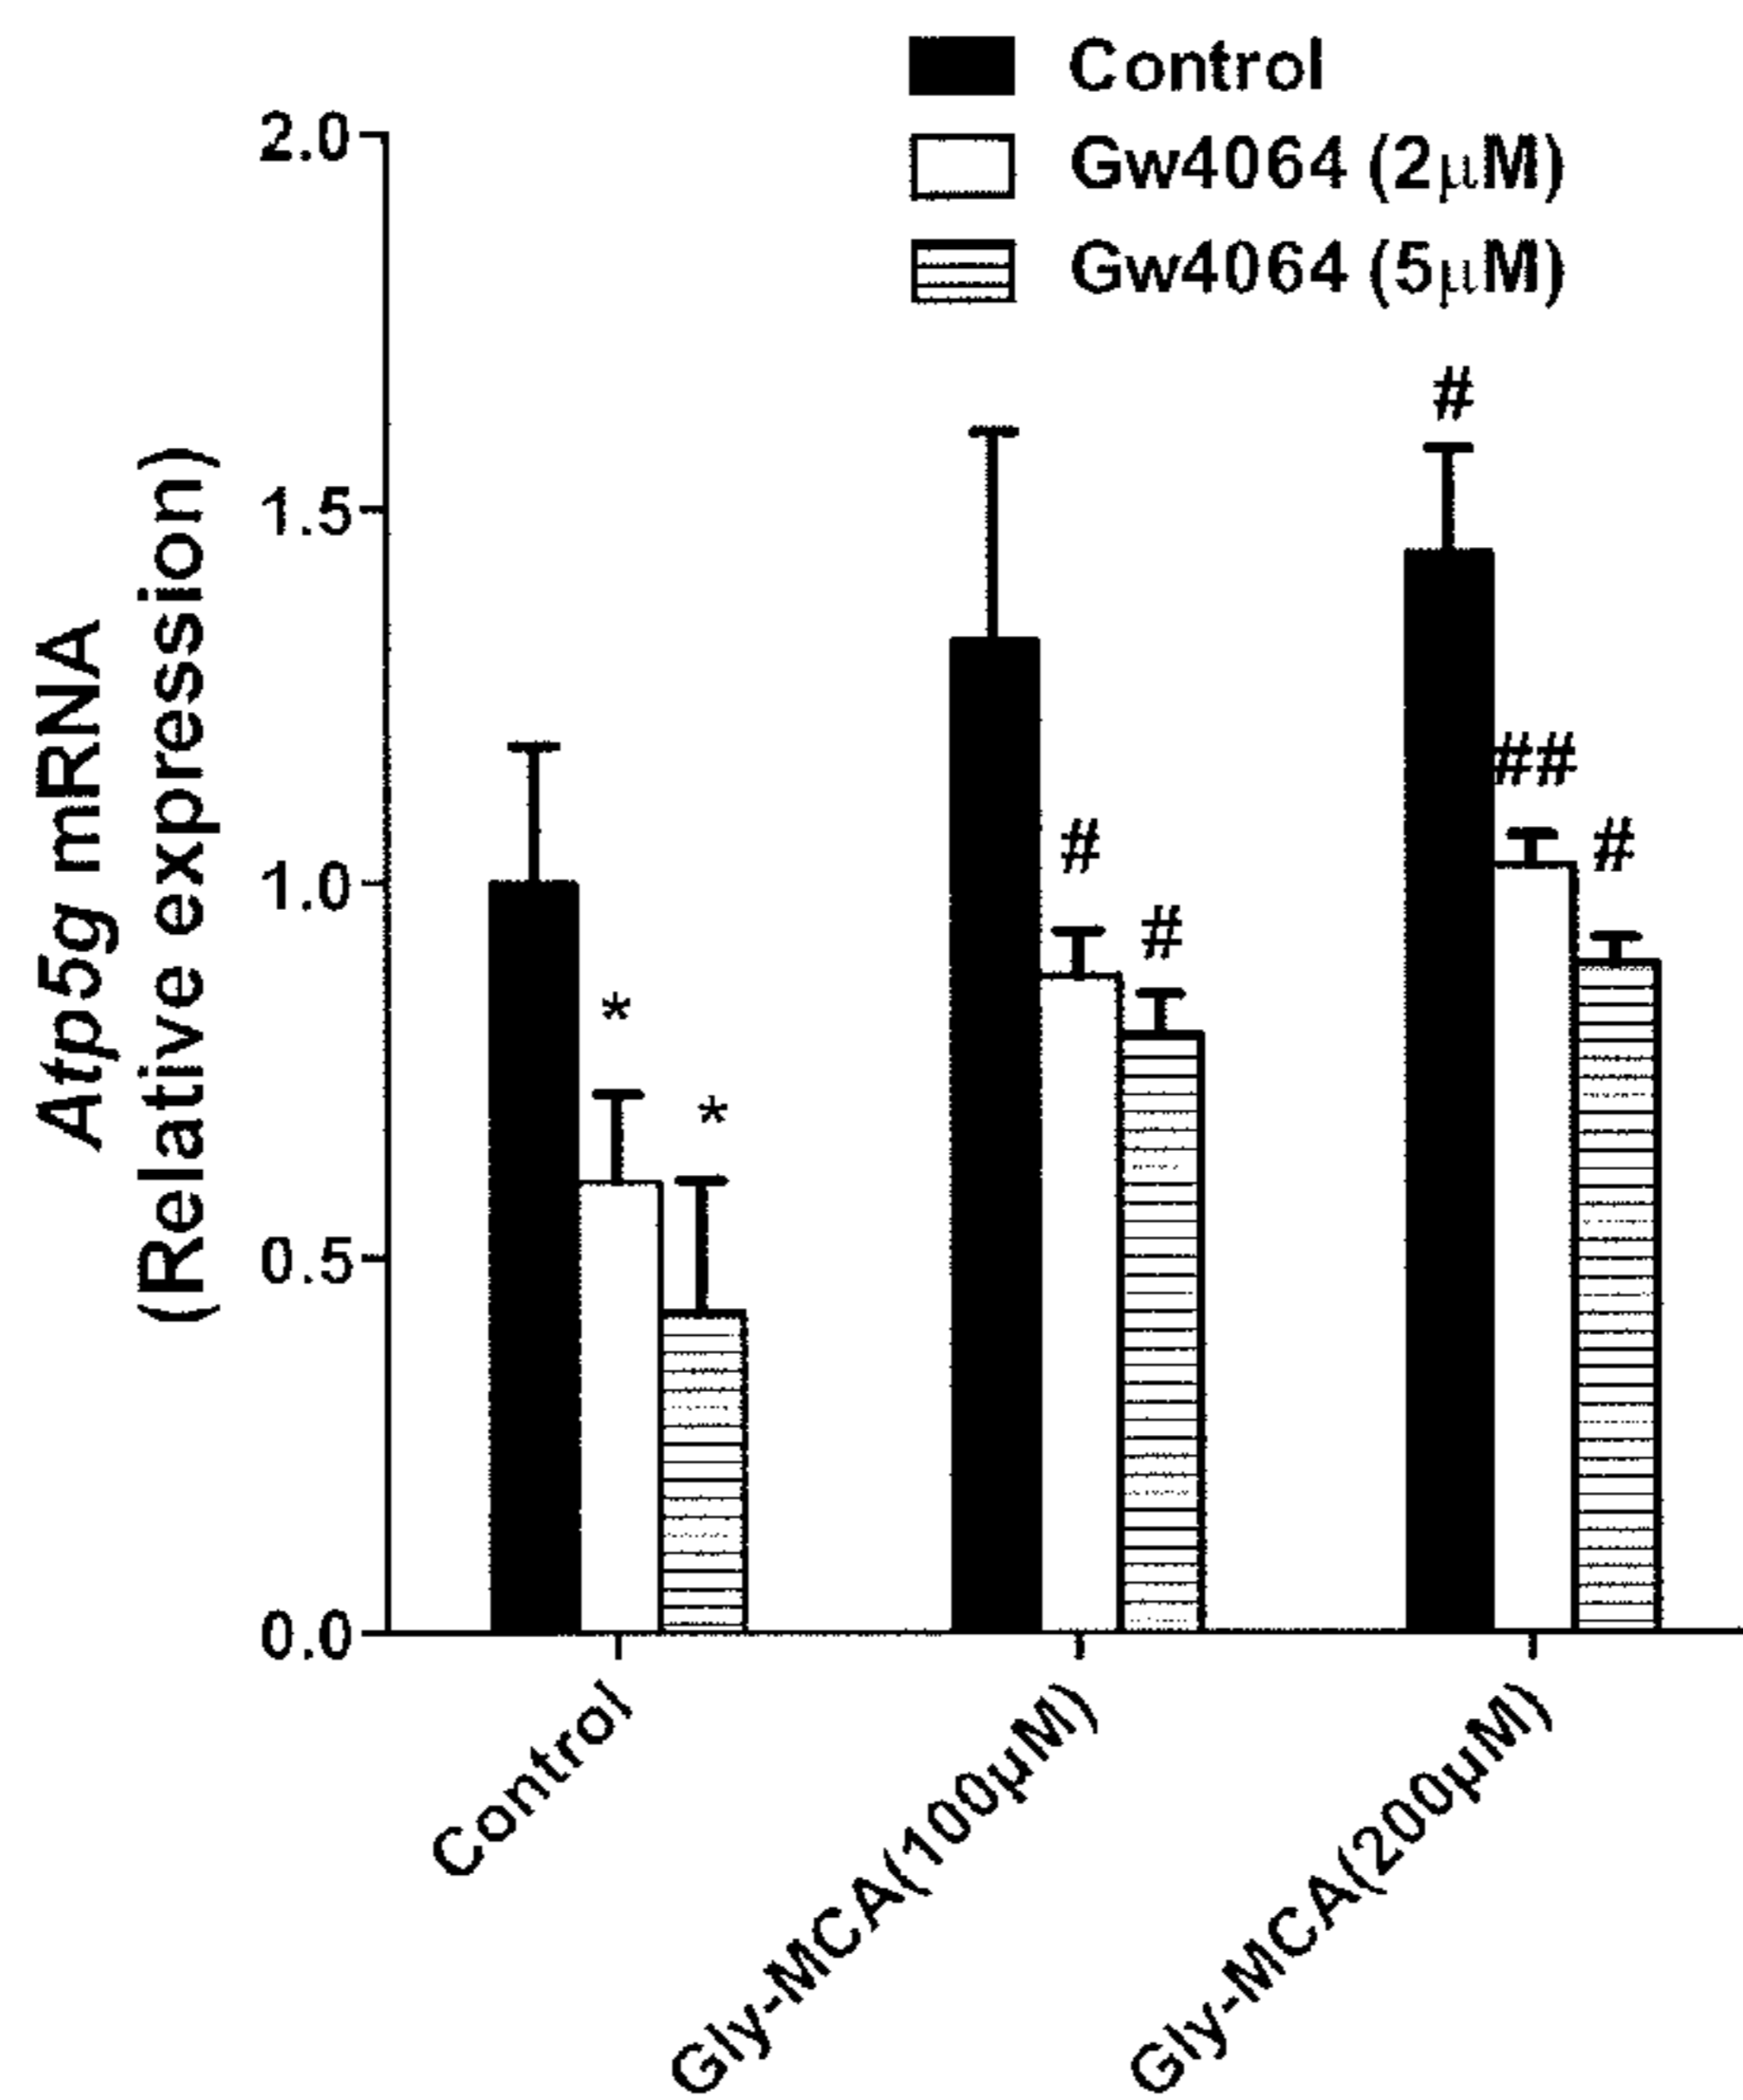 Control
Gw4064 (2μM)
Gw4064 (5μM)
Atp5g mRNA
(Relative expression)
2.0
1.5
1.0
0.5
0.0
*
*
#
#
#
##
#
Control
Gly-MCA(100μM)
Gly-MCA(200μM)